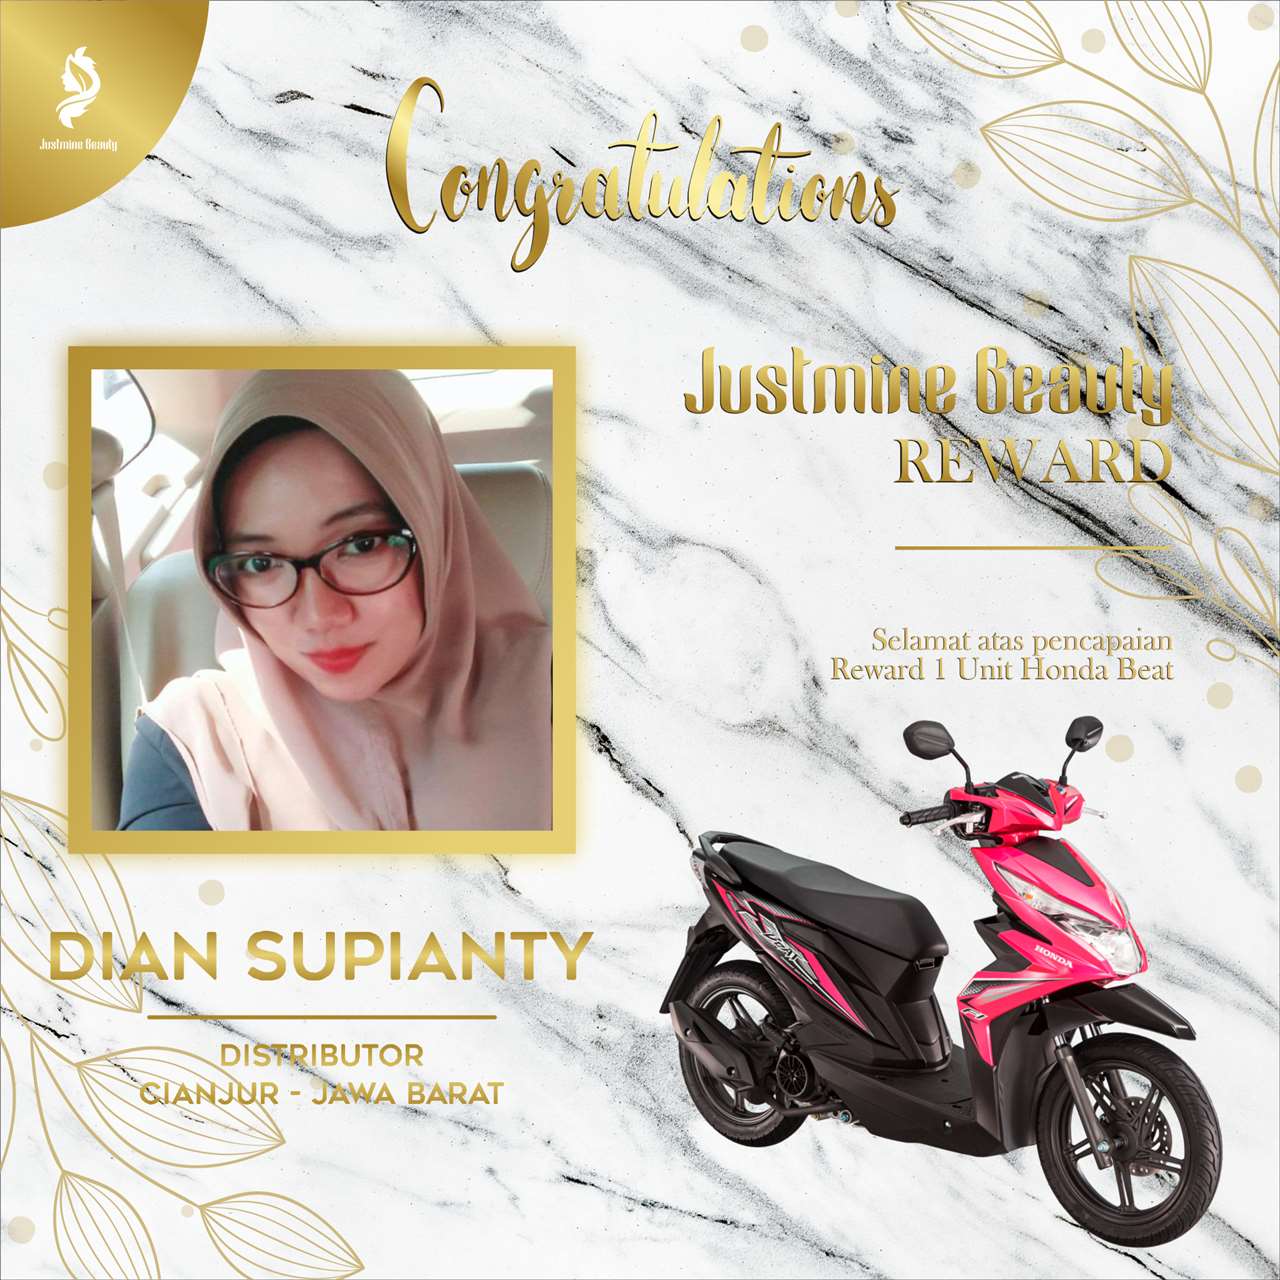 Justmine Beauty
Congratulations
Justmine Beauty
REWARD
Selamat atas pencapaian
Reward 1 Unit Honda Beat
HONDA
DIAN SUPIANTY
DISTRIBUTOR
CIANJUR - JAWA BARAT